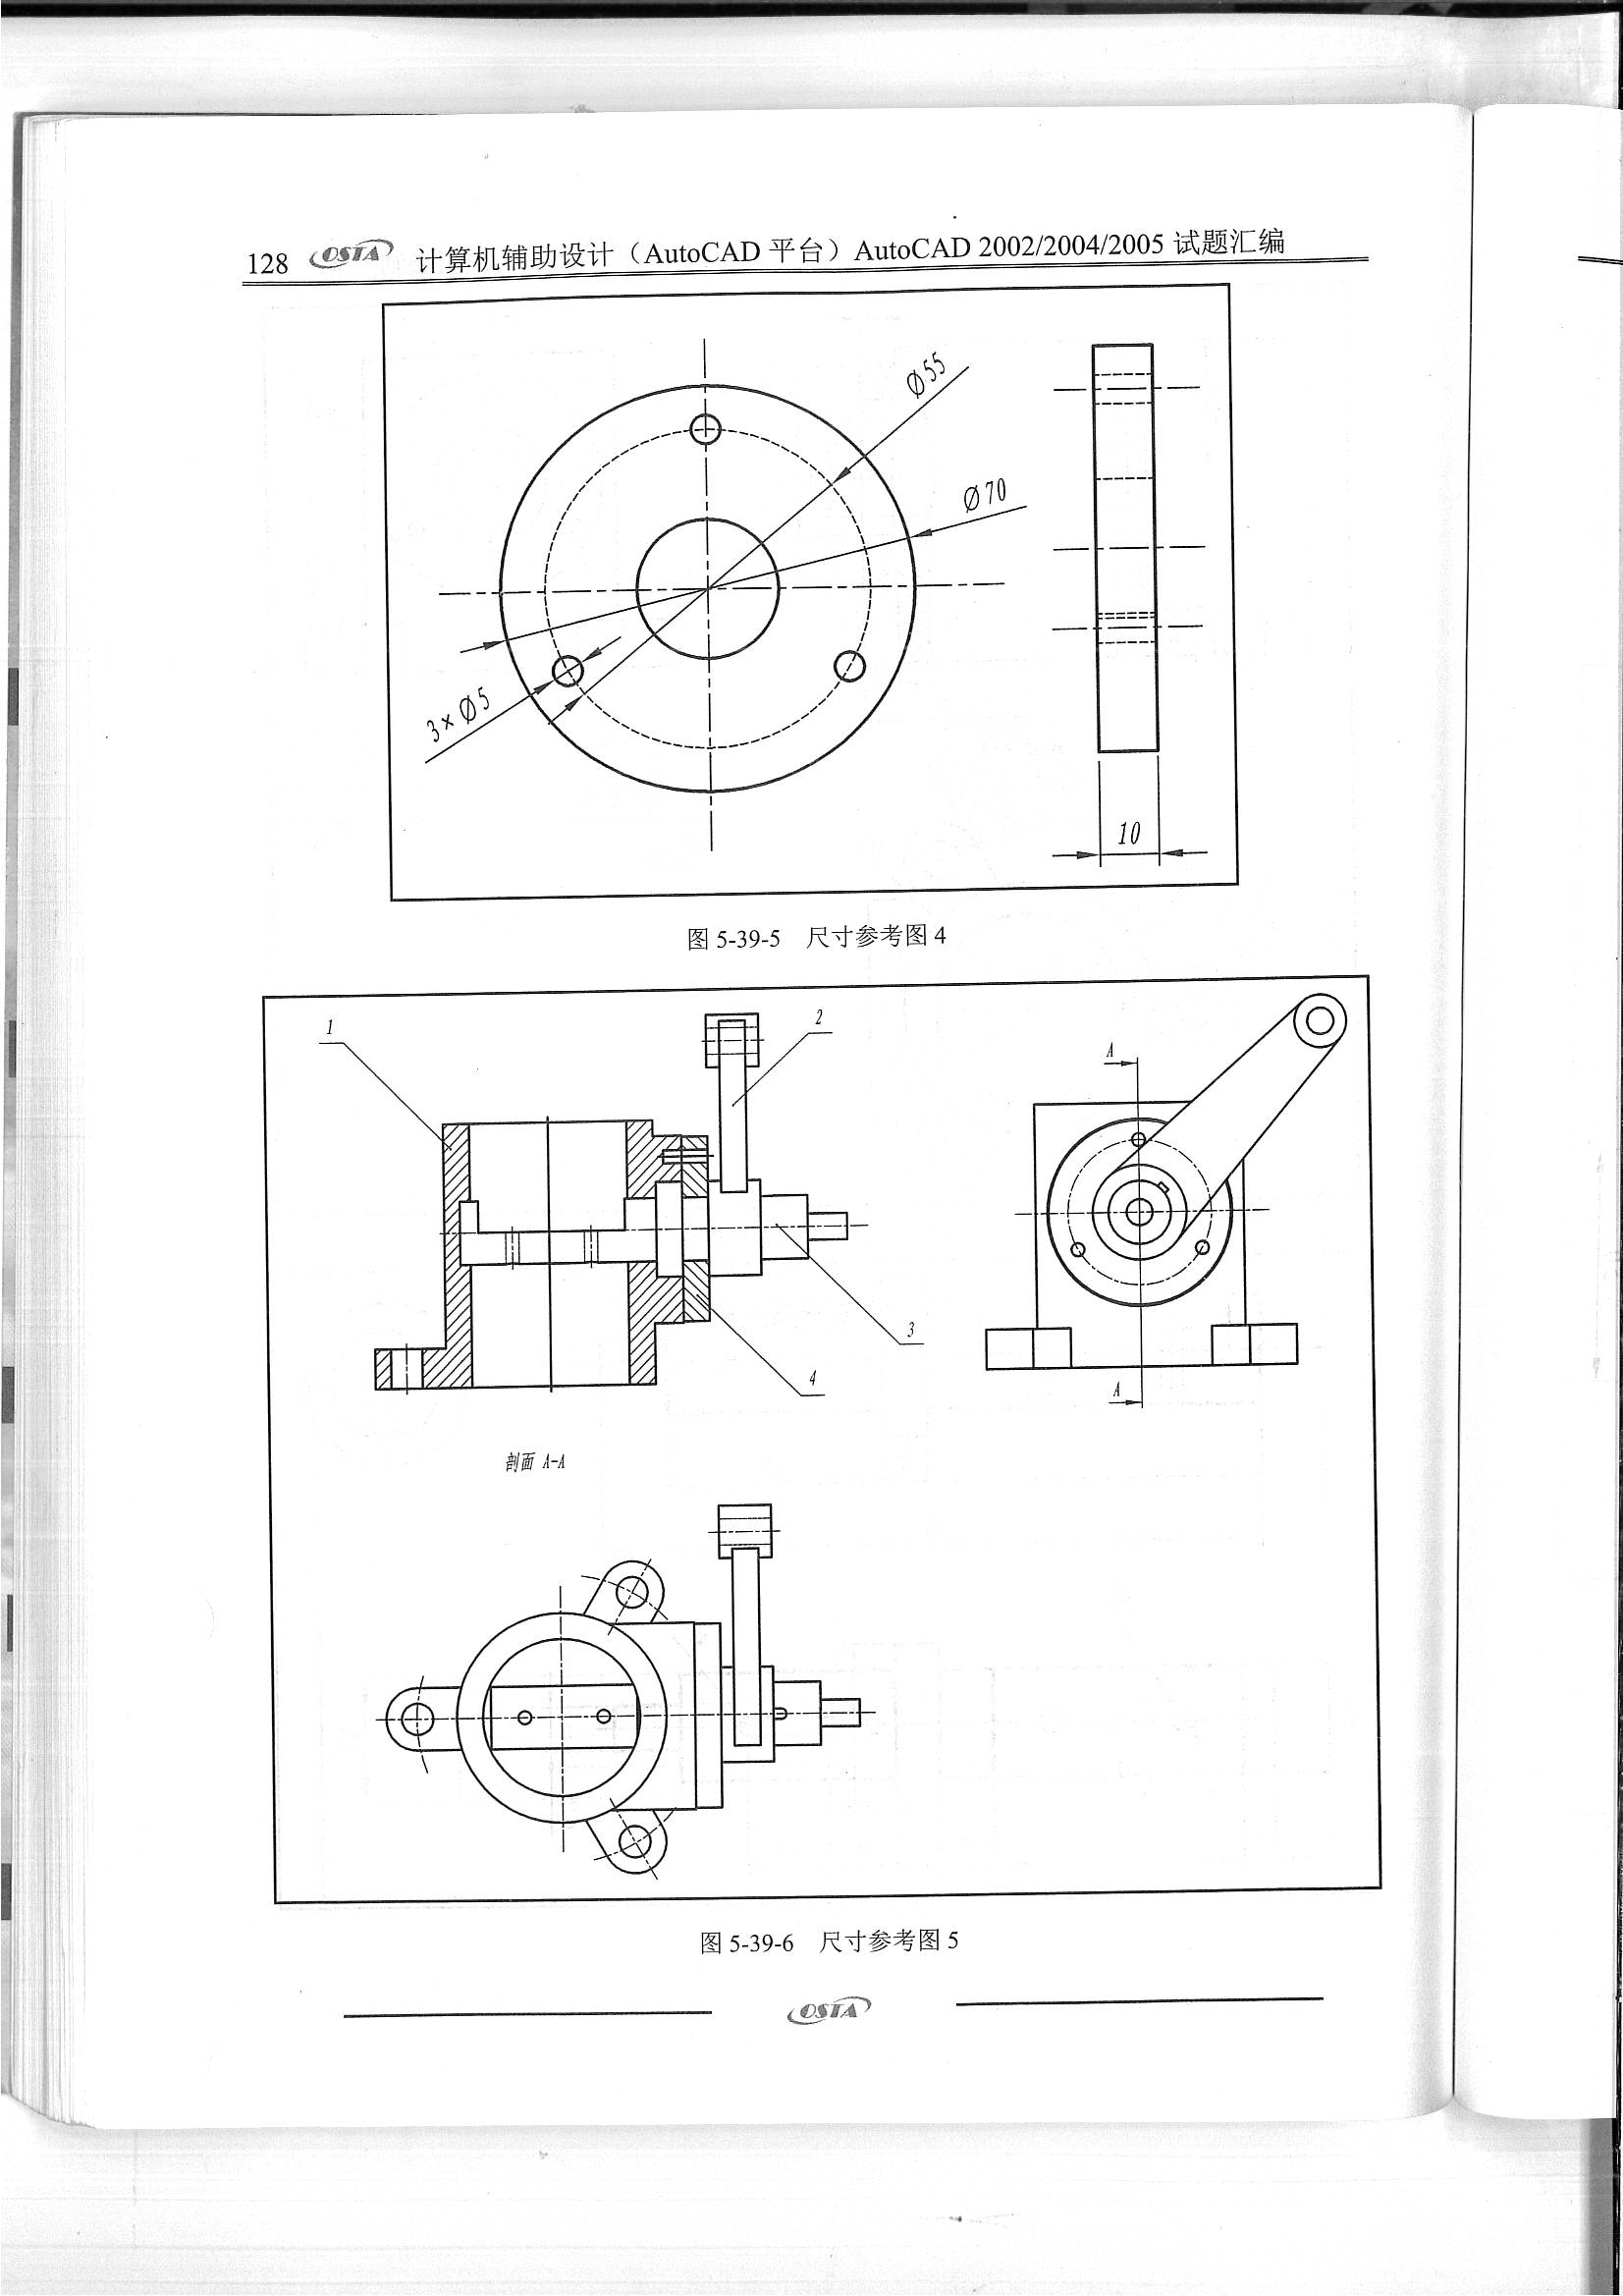 128 OSTA 计算机辅助设计（AutoCAD 平台）AutoCAD 2002/2004/2005 试题汇编
Ø55
Ø70
3×Ø5
10
图 5-39-5 尺寸参考图 4
1
2
A
3
4
A
剖面 A-A
图 5-39-6 尺寸参考图 5
OSTA